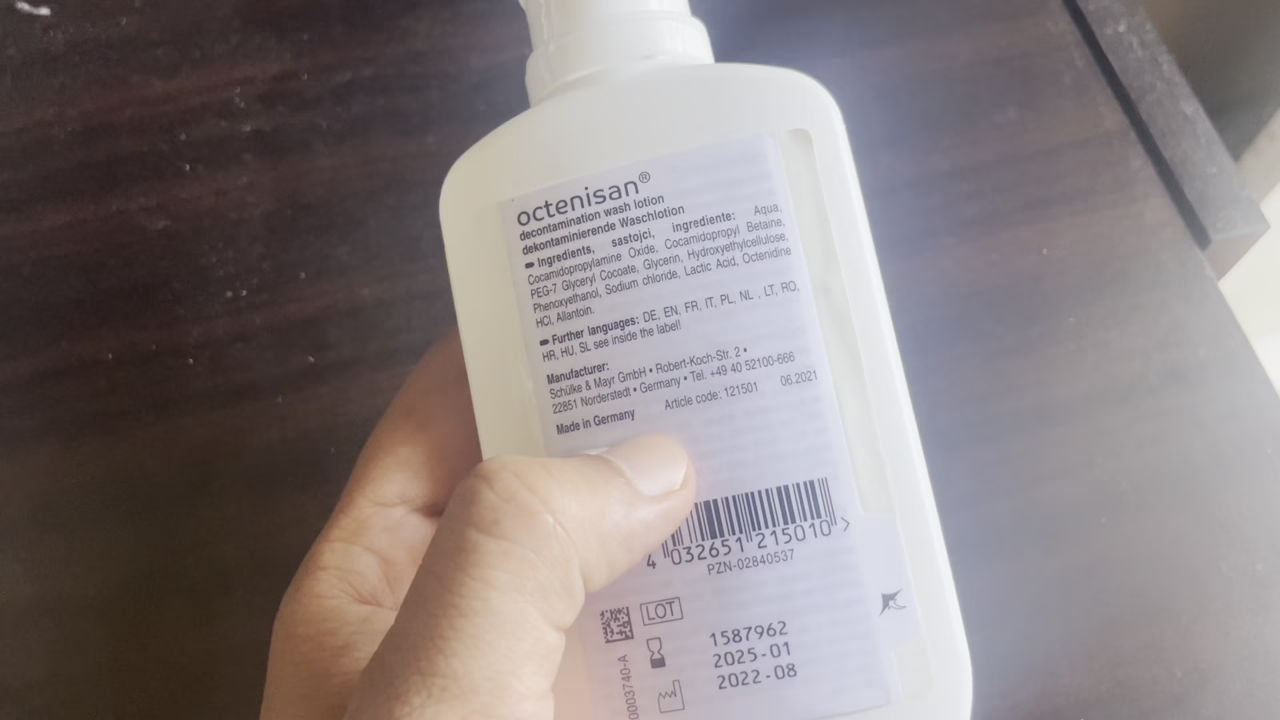 octenisan®
decontamination wash lotion
dekontaminierende Waschlotion
Ingredients, sastojci, ingrediente: Aqua,
Cocamidopropylamine Oxide, Cocamidopropyl Betaine,
PEG-7 Glyceryl Cocoate, Glycerin, Hydroxyethylcellulose,
Phenoxyethanol, Sodium chloride, Lactic Acid, Octenidine
HCl, Allantoin.
Further languages: DE, EN, FR, IT, PL, NL , LT, RO,
HR, HU, SL see inside the label!
Manufacturer:
Schülke & Mayr GmbH • Robert-Koch-Str. 2 •
22851 Norderstedt • Germany • Tel. +49 40 52100-666
Article code: 121501 06.2021
Made in Germany
4 032651 215010 >
PZN-02840537
LOT 1587962
2025-01
2022-08
0003740-A